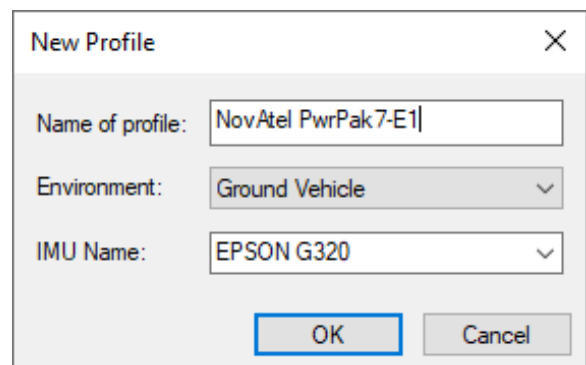 New Profile
Name of profile: NovAtel PwrPak7-E1
Environment: Ground Vehicle
IMU Name: EPSON G320
OK Cancel